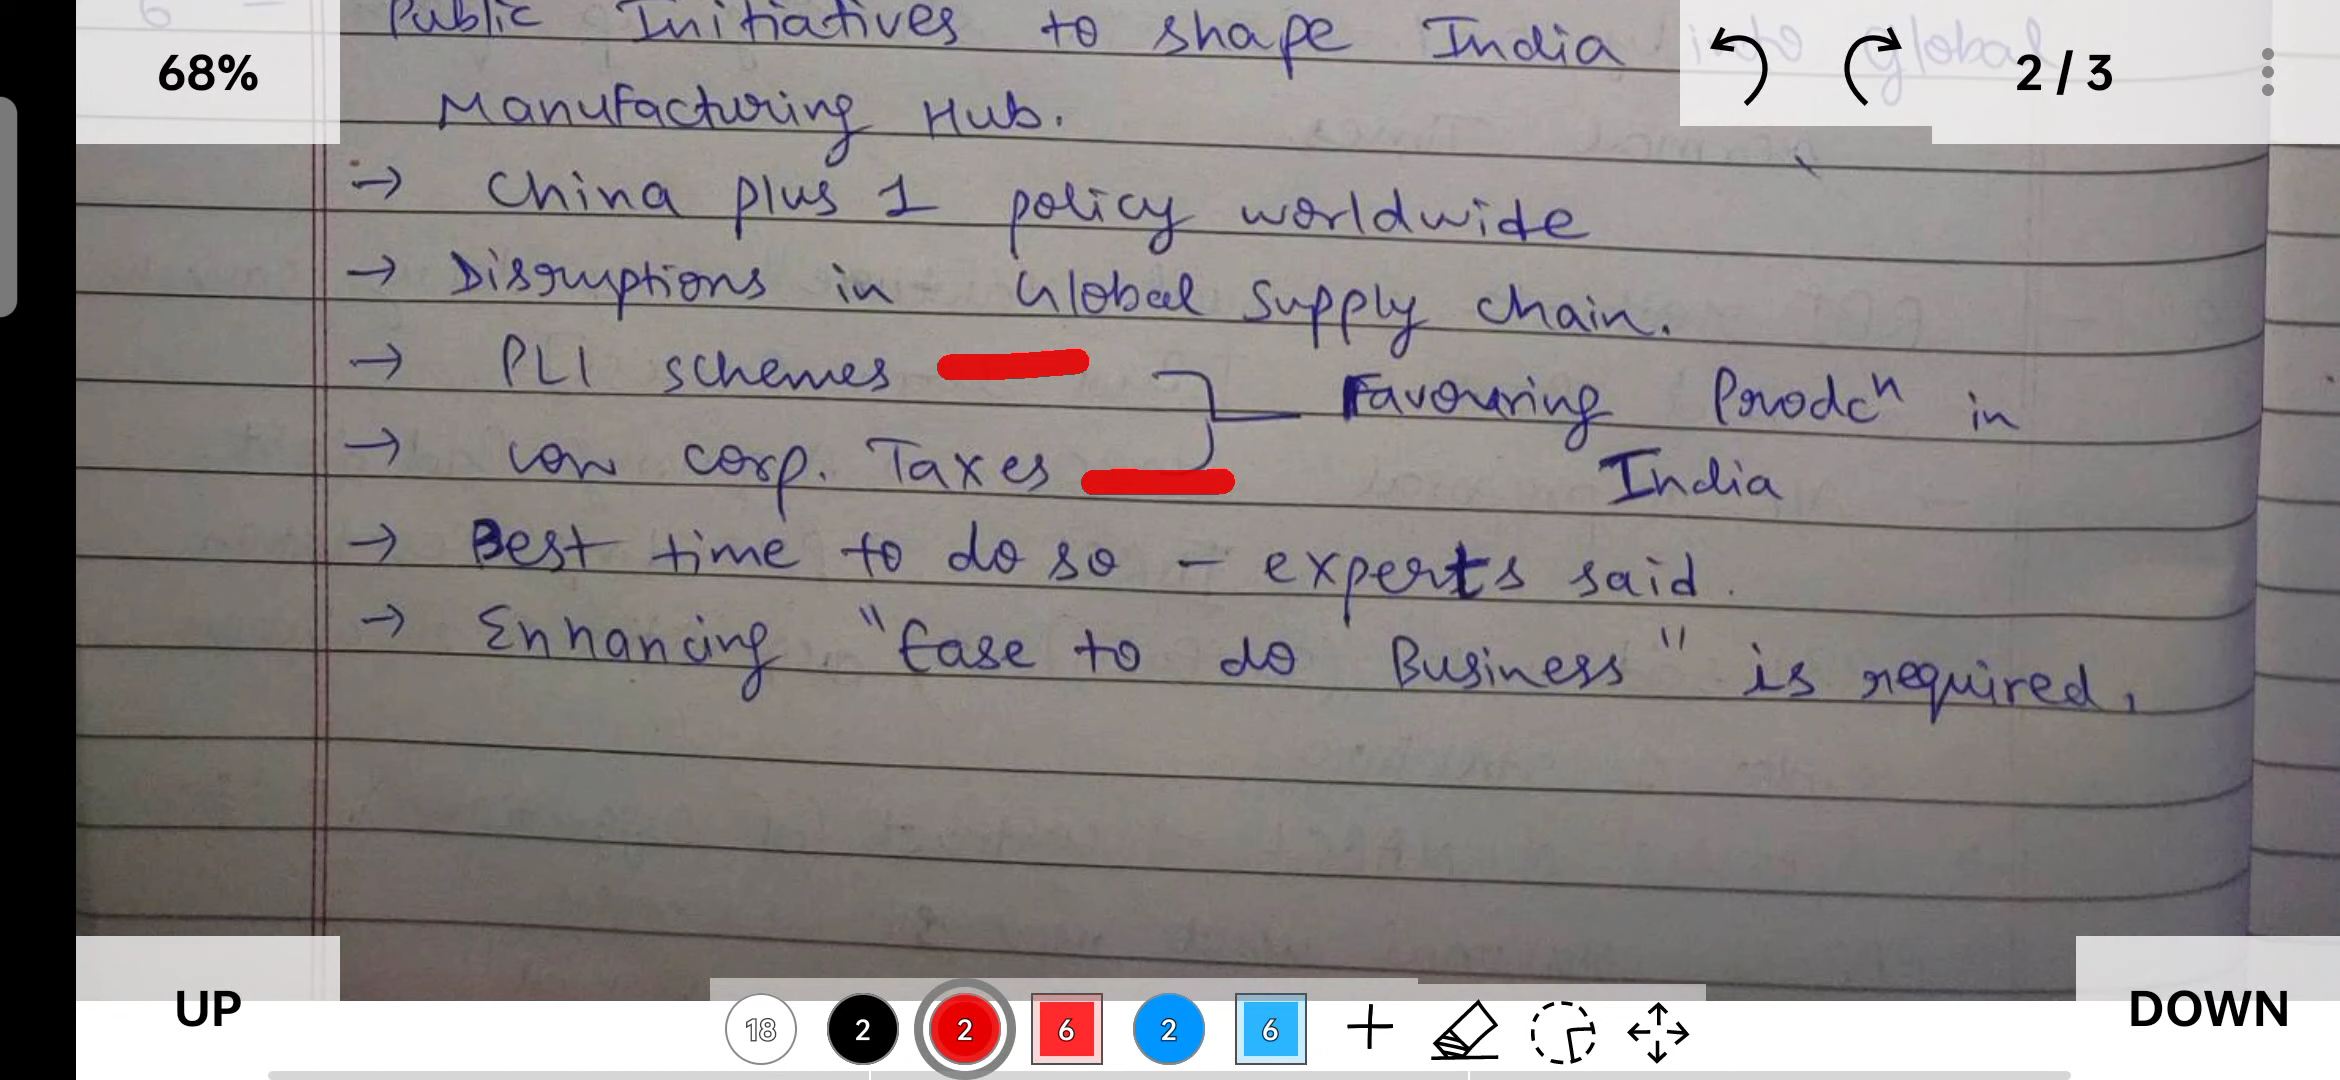 68%
2 / 3
Public Initiatives to shape India into Global
Manufacturing Hub.
→ China plus 1 policy worldwide
→ Disruptions in Global Supply chain.
→ PLI schemes
Favouring Prodcn in
India
→ Low corp. Taxes
→ Best time to do so - experts said.
→ Enhancing "Ease to do Business" is required.
UP
DOWN
18 2 2 6 2 6